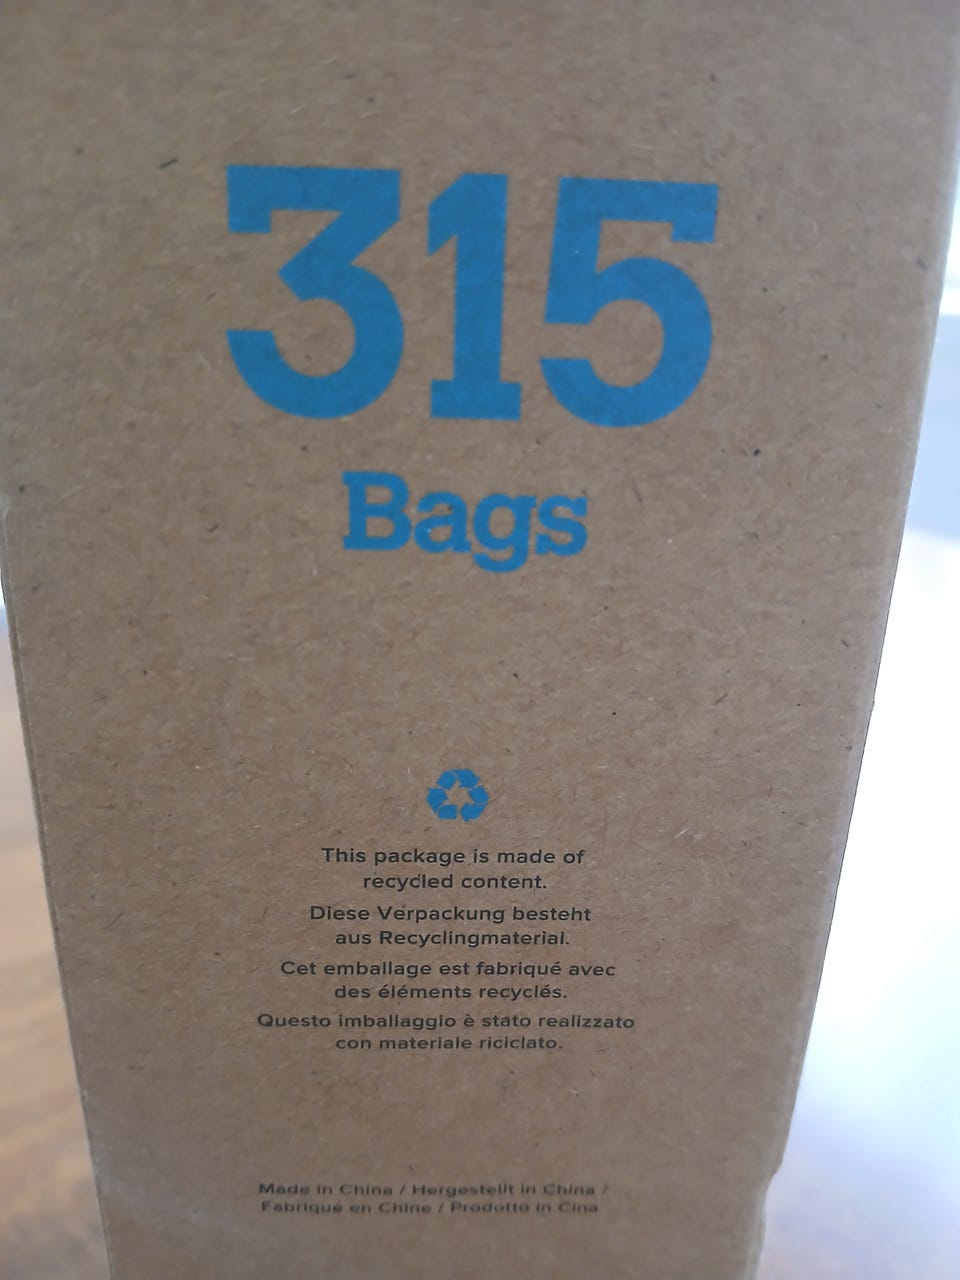 315
Bags
This package is made of
recycled content.
Diese Verpackung besteht
aus Recyclingmaterial.
Cet emballage est fabriqué avec
des éléments recyclés.
Questo imballaggio è stato realizzato
con materiale riciclato.
Made in China / Hergestellt in China /
Fabriqué en Chine / Prodotto in Cina